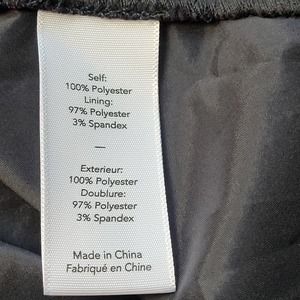 Self:
100% Polyester
Lining:
97% Polyester
3% Spandex
—
Exterieur:
100% Polyester
Doublure:
97% Polyester
3% Spandex
Made in China
Fabriqué en Chine